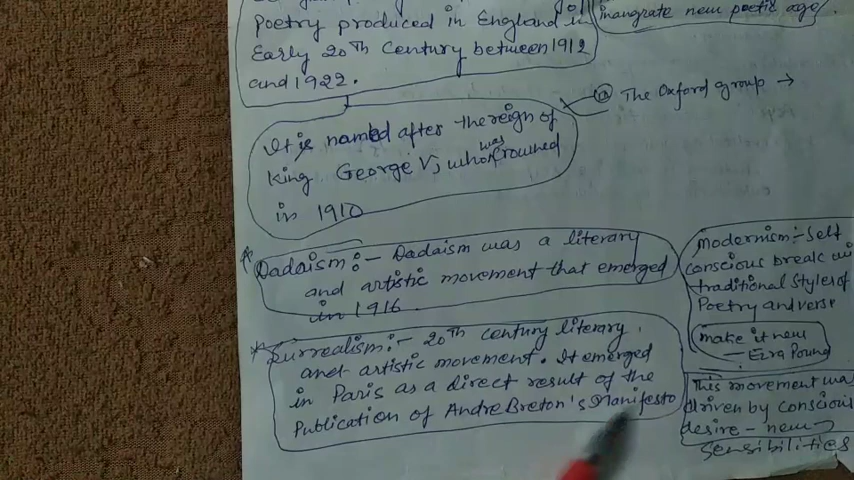 Poetry produced in England in
Early 20th Century between 1912
and 1922.
inangrate new poetic age.
It is named after the reign of
King George V, who was Crowned
in 1910
a The Oxford group →
* Dadaism:- Dadaism was a literary
and artistic movement that emerged
in 1916.
* Surrealism:- 20th century literary,
and artistic movement. It emerged
in Paris as a direct result of the
Publication of Andre Breton's Manifesto
Modernism:- Self
conscious break wi
traditional Styles of
Poetry and verse
make it new
— Ezra Pound
This movement was
driven by conscious
desire - new
Sensibilities